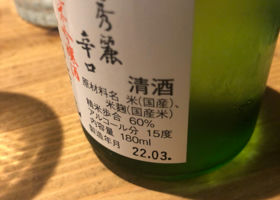 秀麗
辛口
清酒
原材料名 米(国産)、
米麹(国産米)
精米歩合 60%
アルコール分 15度
内容量 180ml
製造年月
22.03.